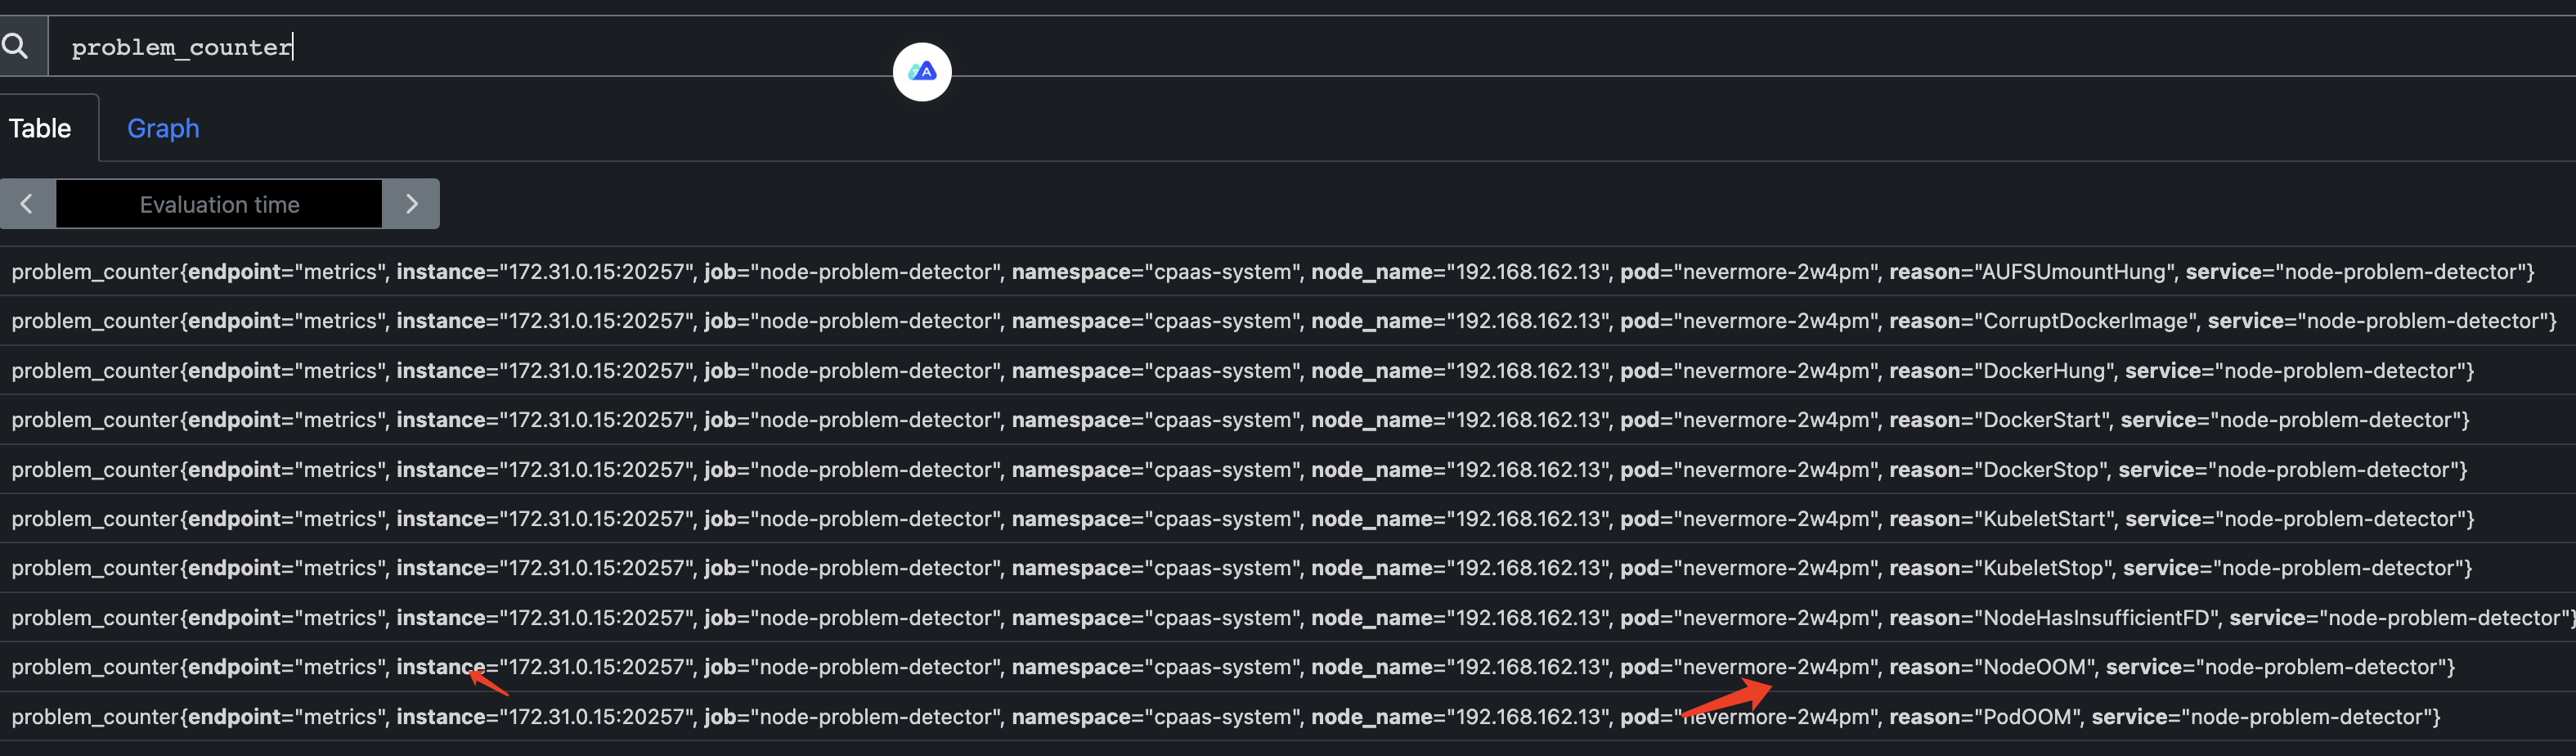 problem_counter
A
Table Graph
Evaluation time
problem_counter{endpoint="metrics", instance="172.31.0.15:20257", job="node-problem-detector", namespace="cpaas-system", node_name="192.168.162.13", pod="nevermore-2w4pm", reason="AUFSUmountHung", service="node-problem-detector"}
problem_counter{endpoint="metrics", instance="172.31.0.15:20257", job="node-problem-detector", namespace="cpaas-system", node_name="192.168.162.13", pod="nevermore-2w4pm", reason="CorruptDockerImage", service="node-problem-detector"}
problem_counter{endpoint="metrics", instance="172.31.0.15:20257", job="node-problem-detector", namespace="cpaas-system", node_name="192.168.162.13", pod="nevermore-2w4pm", reason="DockerHung", service="node-problem-detector"}
problem_counter{endpoint="metrics", instance="172.31.0.15:20257", job="node-problem-detector", namespace="cpaas-system", node_name="192.168.162.13", pod="nevermore-2w4pm", reason="DockerStart", service="node-problem-detector"}
problem_counter{endpoint="metrics", instance="172.31.0.15:20257", job="node-problem-detector", namespace="cpaas-system", node_name="192.168.162.13", pod="nevermore-2w4pm", reason="DockerStop", service="node-problem-detector"}
problem_counter{endpoint="metrics", instance="172.31.0.15:20257", job="node-problem-detector", namespace="cpaas-system", node_name="192.168.162.13", pod="nevermore-2w4pm", reason="KubeletStart", service="node-problem-detector"}
problem_counter{endpoint="metrics", instance="172.31.0.15:20257", job="node-problem-detector", namespace="cpaas-system", node_name="192.168.162.13", pod="nevermore-2w4pm", reason="KubeletStop", service="node-problem-detector"}
problem_counter{endpoint="metrics", instance="172.31.0.15:20257", job="node-problem-detector", namespace="cpaas-system", node_name="192.168.162.13", pod="nevermore-2w4pm", reason="NodeHasInsufficientFD", service="node-problem-detector"}
problem_counter{endpoint="metrics", instance="172.31.0.15:20257", job="node-problem-detector", namespace="cpaas-system", node_name="192.168.162.13", pod="nevermore-2w4pm", reason="NodeOOM", service="node-problem-detector"}
problem_counter{endpoint="metrics", instance="172.31.0.15:20257", job="node-problem-detector", namespace="cpaas-system", node_name="192.168.162.13", pod="nevermore-2w4pm", reason="PodOOM", service="node-problem-detector"}